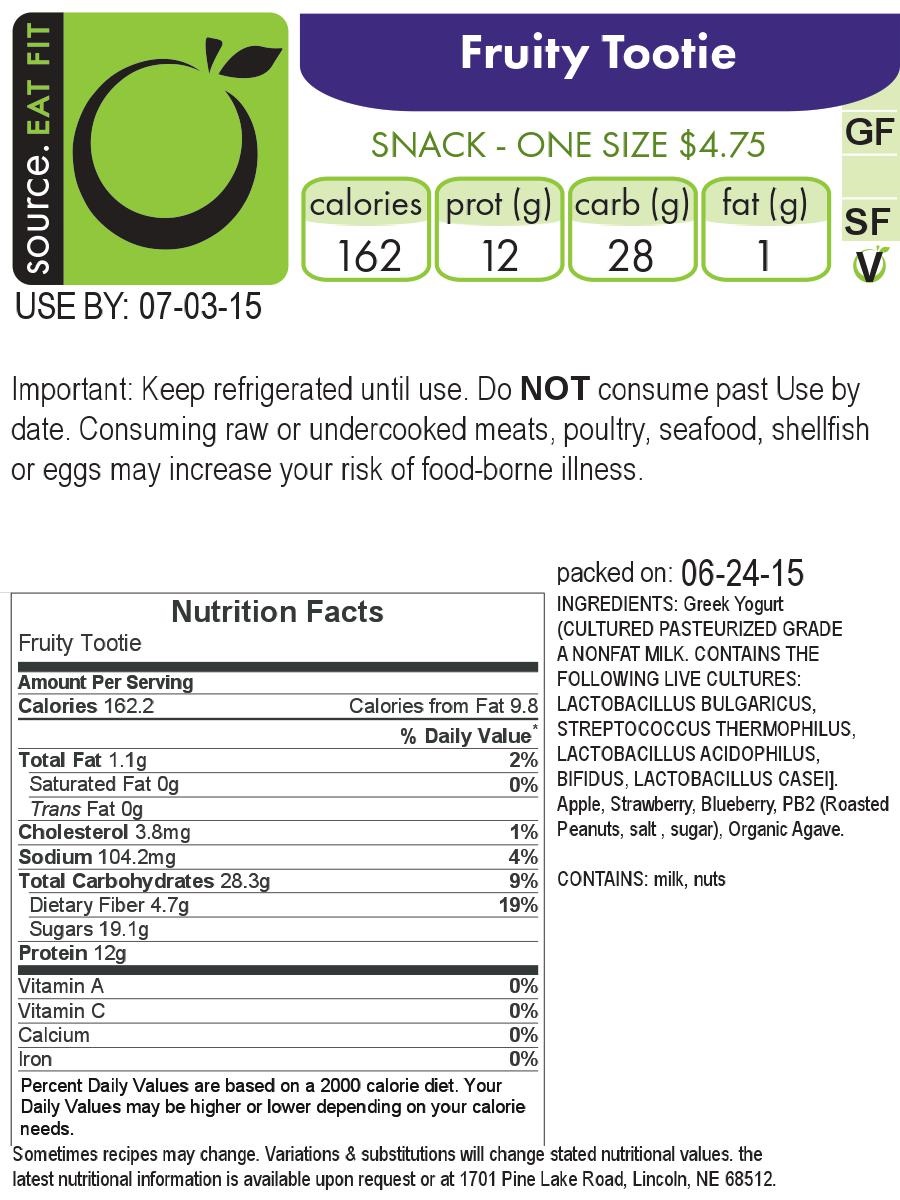 source. EAT FIT
Fruity Tootie
SNACK - ONE SIZE $4.75
GF
SF
V
calories prot (g) carb (g) fat (g)
162 12 28 1
USE BY: 07-03-15
Important: Keep refrigerated until use. Do NOT consume past Use by
date. Consuming raw or undercooked meats, poultry, seafood, shellfish
or eggs may increase your risk of food-borne illness.
Nutrition Facts
Fruity Tootie
Amount Per Serving
Calories 162.2 Calories from Fat 9.8
% Daily Value*
Total Fat 1.1g 2%
Saturated Fat 0g 0%
Trans Fat 0g
Cholesterol 3.8mg 1%
Sodium 104.2mg 4%
Total Carbohydrates 28.3g 9%
Dietary Fiber 4.7g 19%
Sugars 19.1g
Protein 12g
Vitamin A 0%
Vitamin C 0%
Calcium 0%
Iron 0%
Percent Daily Values are based on a 2000 calorie diet. Your
Daily Values may be higher or lower depending on your calorie
needs.
packed on: 06-24-15
INGREDIENTS: Greek Yogurt
(CULTURED PASTEURIZED GRADE
A NONFAT MILK. CONTAINS THE
FOLLOWING LIVE CULTURES:
LACTOBACILLUS BULGARICUS,
STREPTOCOCCUS THERMOPHILUS,
LACTOBACILLUS ACIDOPHILUS,
BIFIDUS, LACTOBACILLUS CASEI].
Apple, Strawberry, Blueberry, PB2 (Roasted
Peanuts, salt , sugar), Organic Agave.
CONTAINS: milk, nuts
Sometimes recipes may change. Variations & substitutions will change stated nutritional values. the
latest nutritional information is available upon request or at 1701 Pine Lake Road, Lincoln, NE 68512.